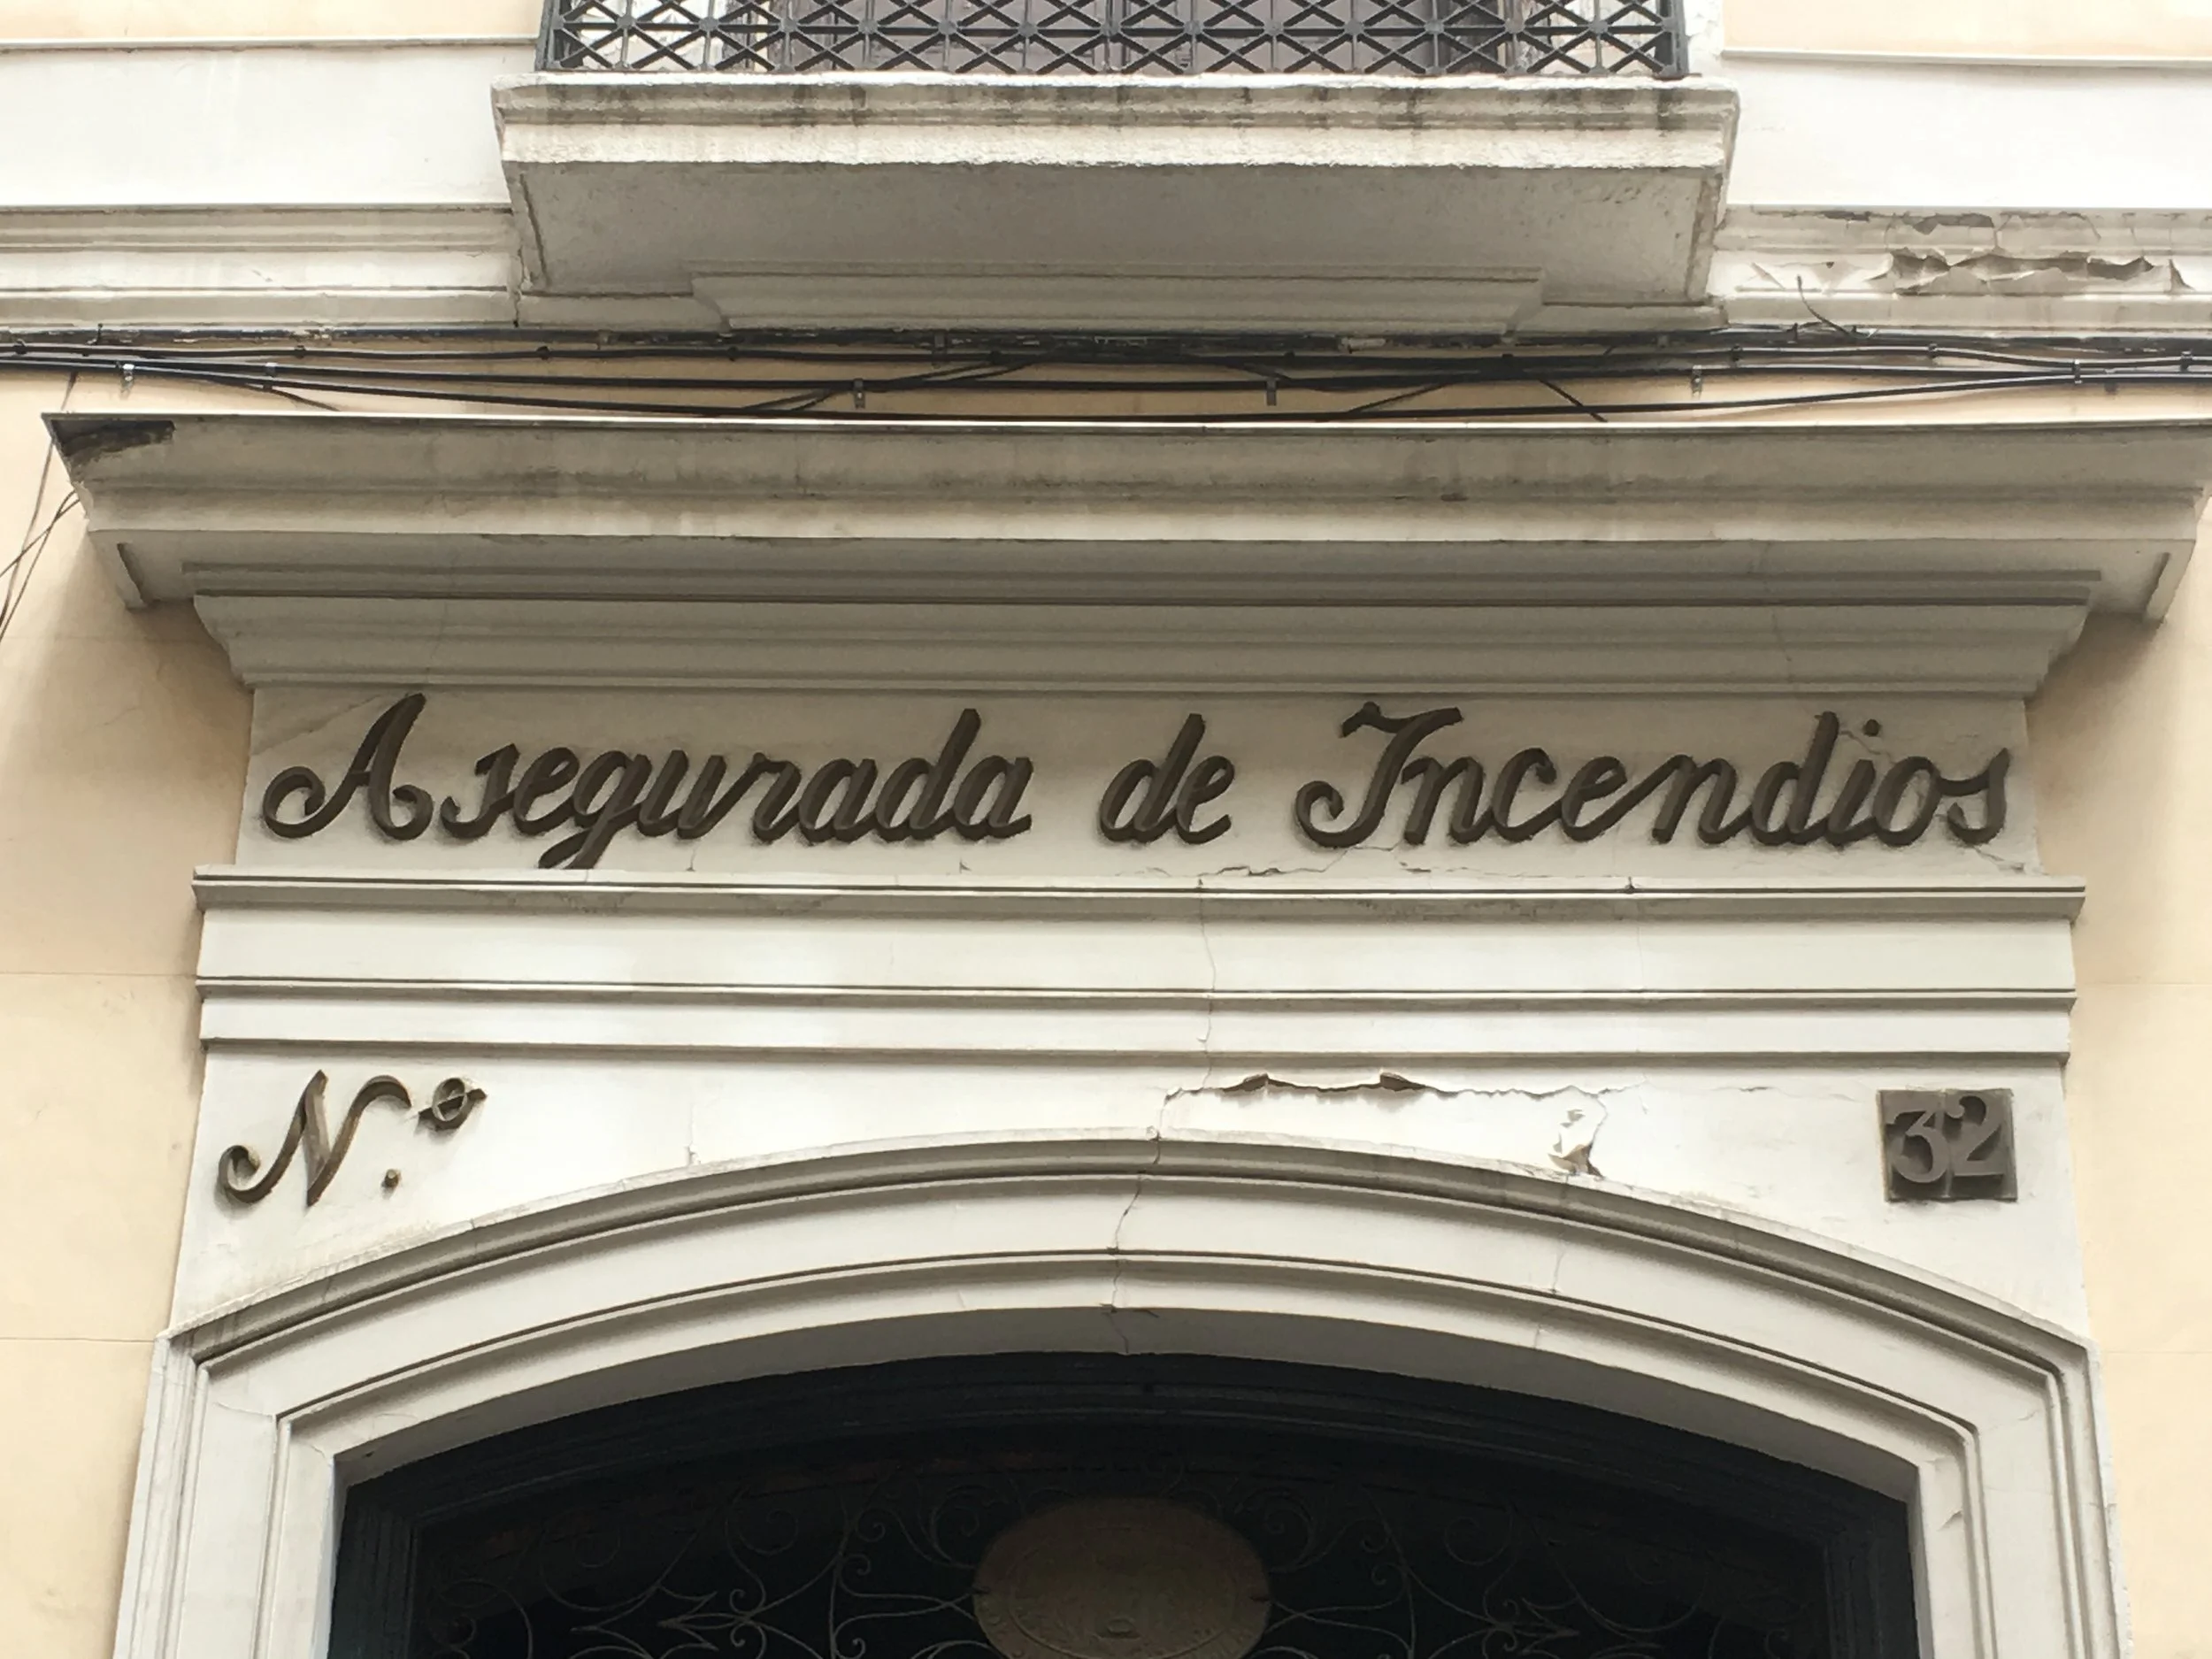 Asegurada de Incendios
N.º 32